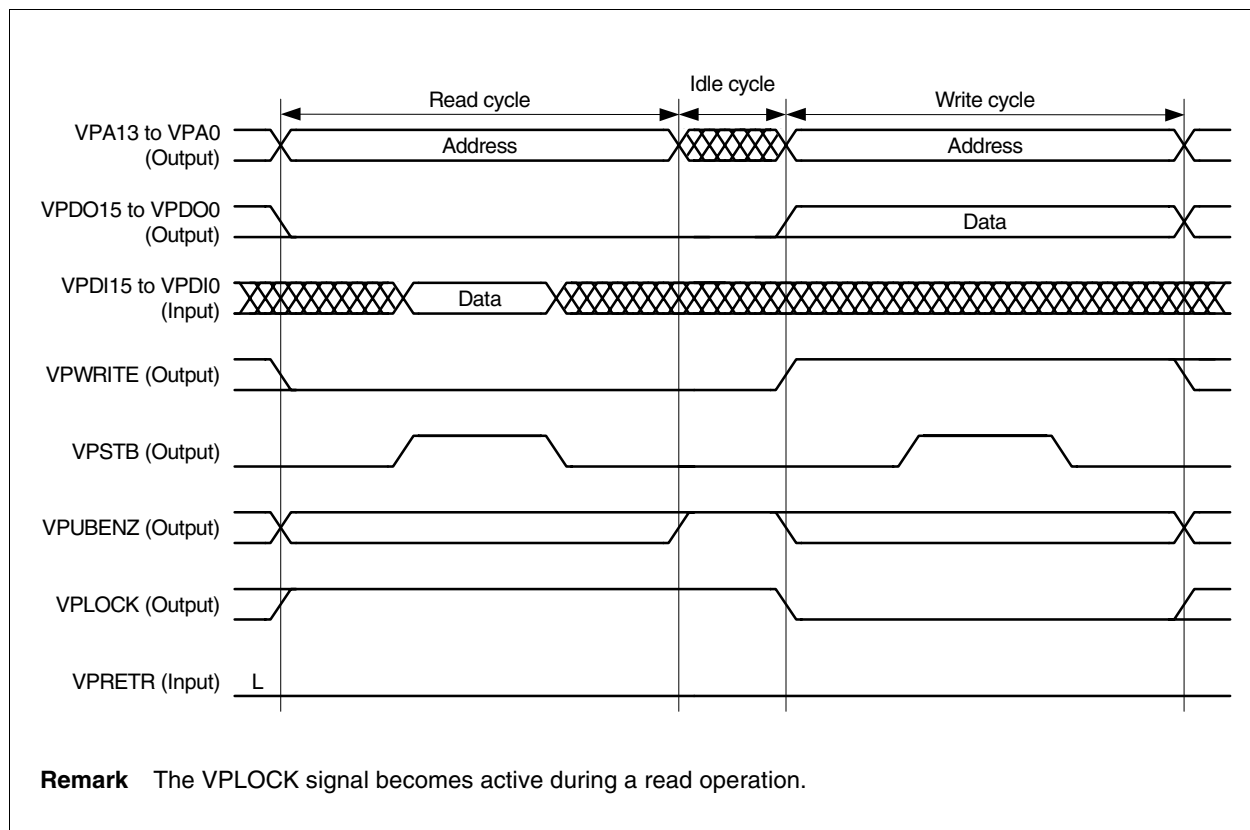 Read cycle
Idle cycle
Write cycle
VPA13 to VPA0
(Output)
Address
Address
VPDO15 to VPDO0
(Output)
Data
VPDI15 to VPDI0
(Input)
Data
VPWRITE (Output)
VPSTB (Output)
VPUBENZ (Output)
VPLOCK (Output)
VPRETR (Input)
L
Remark The VPLOCK signal becomes active during a read operation.